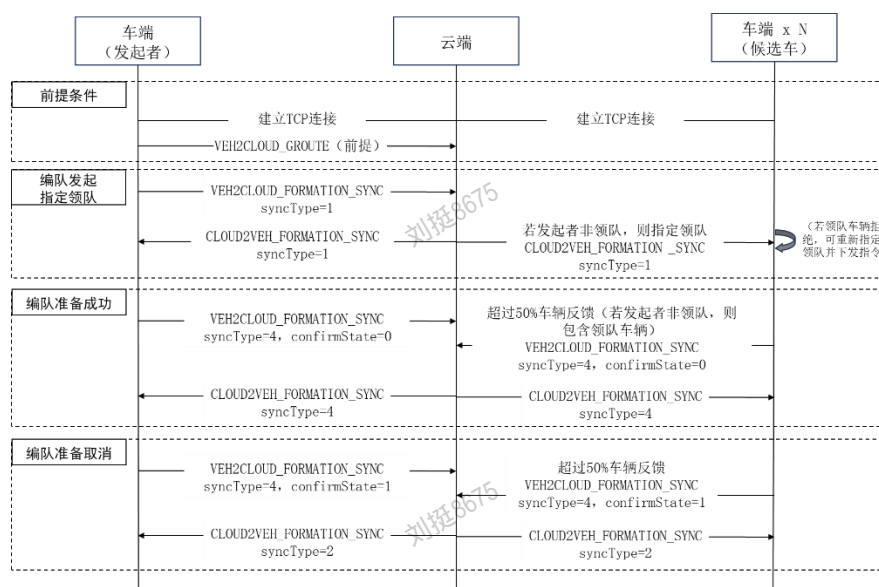 车端
（发起者）
云端
车端 x N
（候选车）
前提条件
建立TCP连接
建立TCP连接
VEH2CLOUD_GROUTE（前提）
编队发起
指定领队
VEH2CLOUD_FORMATION_SYNC
syncType=1
CLOUD2VEH_FORMATION_SYNC
syncType=1
若发起者非领队，则指定领队
CLOUD2VEH_FORMATION _SYNC
syncType=1
（若领队车辆拒
绝，可重新指定
领队并下发指令
刘挺8675
编队准备成功
VEH2CLOUD_FORMATION_SYNC
syncType=4, confirmState=0
超过50%车辆反馈（若发起者非领队，则
包含领队车辆）
VEH2CLOUD_FORMATION_SYNC
syncType=4, confirmState=0
CLOUD2VEH_FORMATION_SYNC
syncType=4
CLOUD2VEH_FORMATION_SYNC
syncType=4
编队准备取消
VEH2CLOUD_FORMATION_SYNC
syncType=4, confirmState=1
超过50%车辆反馈
VEH2CLOUD_FORMATION_SYNC
syncType=4, confirmState=1
刘挺8675
CLOUD2VEH_FORMATION_SYNC
syncType=2
CLOUD2VEH_FORMATION_SYNC
syncType=2